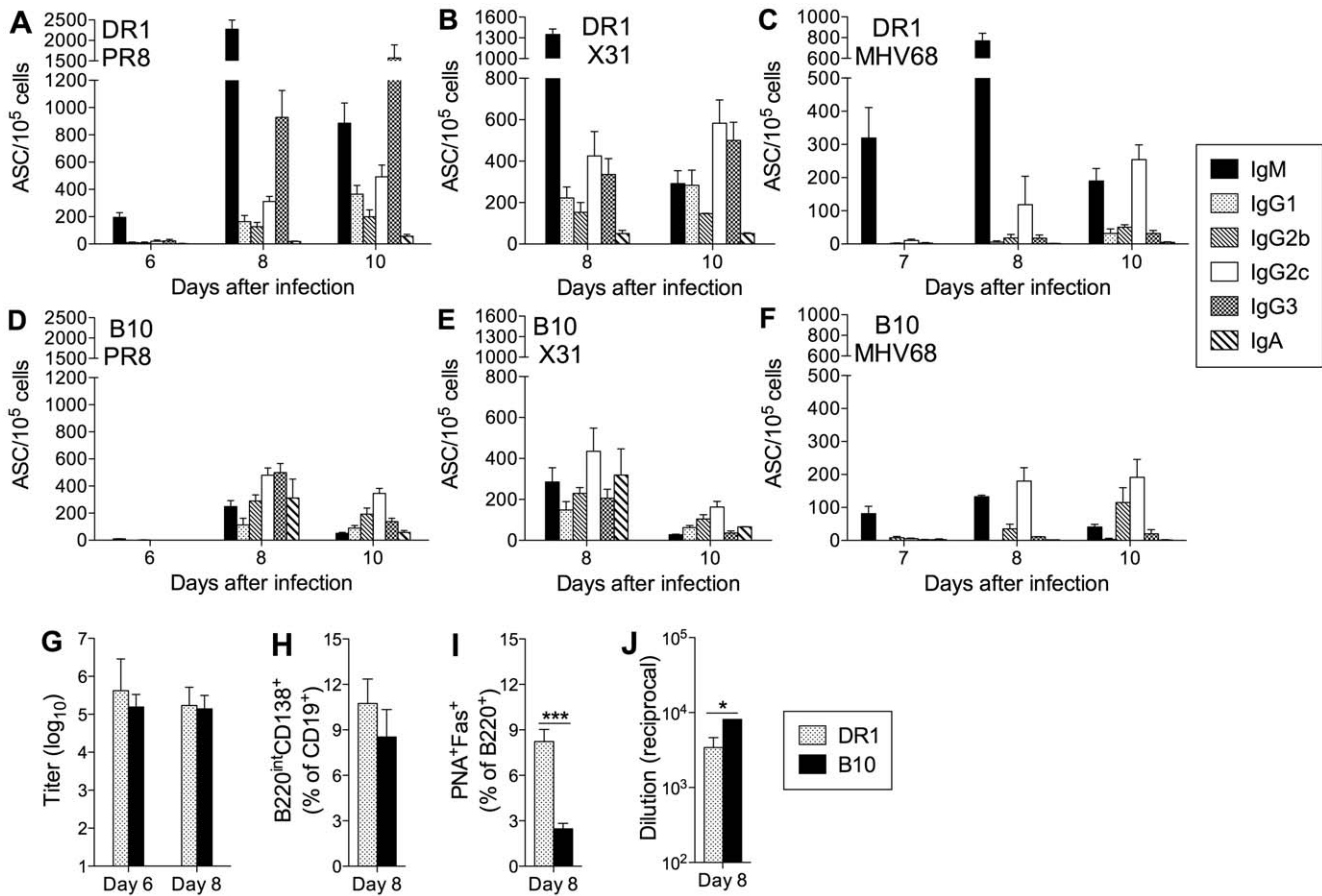 A
DR1
PR8
2500
2000
1500
1200
1000
800
600
400
200
0
ASC/10⁵ cells
6
8
10
Days after infection
B
DR1
X31
1600
1300
1000
800
600
400
200
0
ASC/10⁵ cells
8
10
Days after infection
C
DR1
MHV68
1000
800
600
500
400
300
200
100
0
ASC/10⁵ cells
7
8
10
Days after infection
IgM
IgG1
IgG2b
IgG2c
IgG3
IgA
D
B10
PR8
2500
2000
1500
1200
1000
800
600
400
200
0
ASC/10⁵ cells
6
8
10
Days after infection
E
B10
X31
1600
1300
1000
800
600
400
200
0
ASC/10⁵ cells
8
10
Days after infection
F
B10
MHV68
1000
800
600
500
400
300
200
100
0
ASC/10⁵ cells
7
8
10
Days after infection
G
7
6
5
4
3
2
1
Titer (log₁₀)
Day 6
Day 8
H
15
12
9
6
3
0
B220ⁱⁿᵗCD138⁺
(% of CD19⁺)
Day 8
I
15
12
9
6
3
0
PNA⁺Fas⁺
(% of B220⁺)
***
Day 8
J
10⁵
10⁴
10³
10²
Dilution (reciprocal)
*
Day 8
DR1
B10